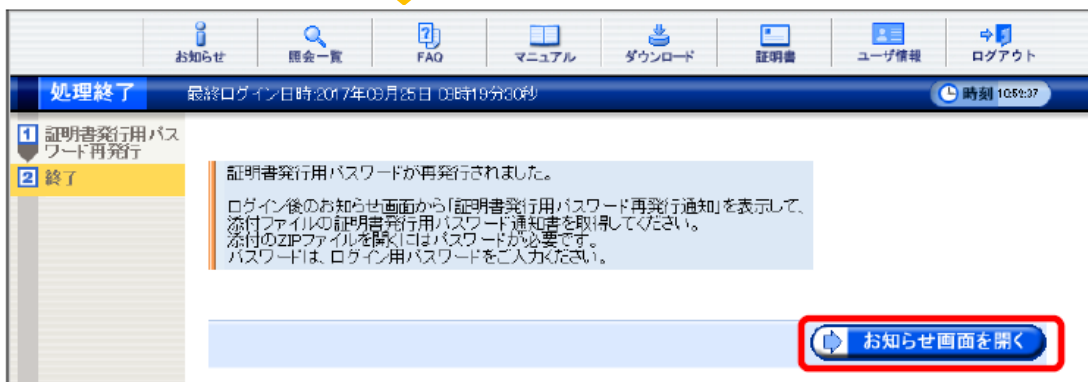 お知らせ
照会一覧
FAQ
マニュアル
ダウンロード
証明書
ユーザ情報
ログアウト
処理終了
最終ログイン日時:2017年09月25日 09時19分30秒
時刻 10:59:37
1 証明書発行用パス
ワード再発行
2 終了
証明書発行用パスワードが再発行されました。
ログイン後のお知らせ画面から「証明書発行用パスワード再発行通知」を表示して、
添付ファイルの証明書発行用パスワード通知書を取得してください。
添付のZIPファイルを開くにはパスワードが必要です。
パスワードは、ログイン用パスワードをご入力ください。
お知らせ画面を開く